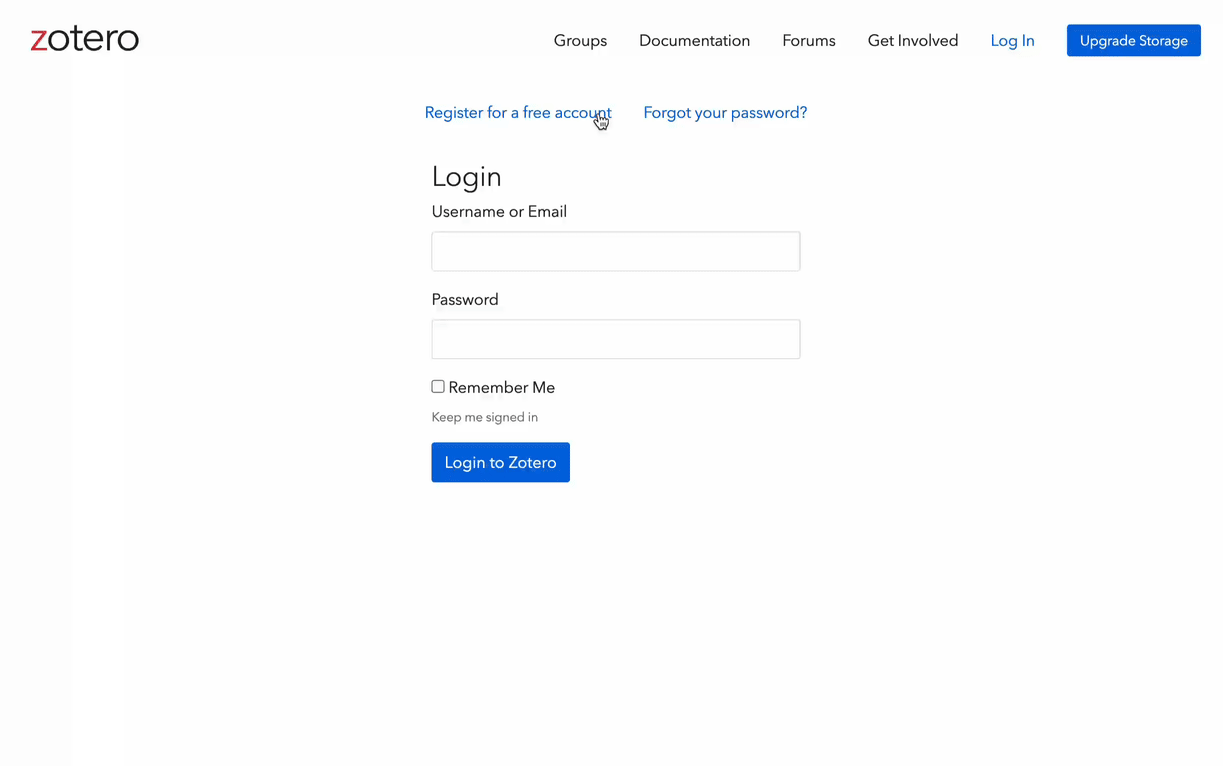 zotero Groups Documentation Forums Get Involved Log In Upgrade Storage
Register for a free account Forgot your password?
Login
Username or Email
Password
Remember Me
Keep me signed in
Login to Zotero